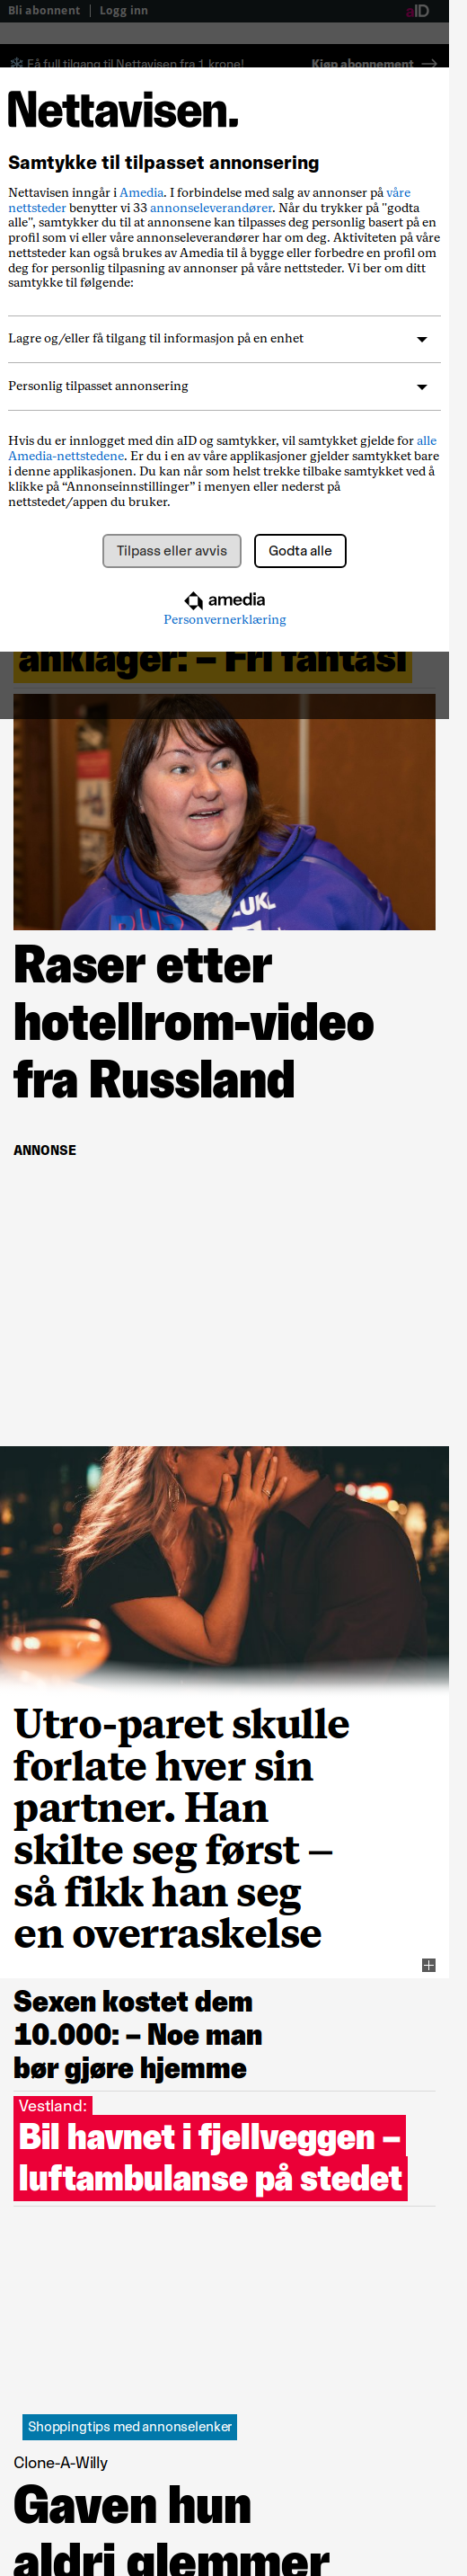 Bli abonnent | Logg inn
aID
Få full tilgang til Nettavisen fra 1 krone!
Kjøp abonnement
Nettavisen.
Samtykke til tilpasset annonsering
Nettavisen inngår i Amedia. I forbindelse med salg av annonser på våre
nettsteder benytter vi 33 annonseleverandører. Når du trykker på "godta
alle", samtykker du til at annonsene kan tilpasses deg personlig basert på en
profil som vi eller våre annonseleverandører har om deg. Aktiviteten på våre
nettsteder kan også brukes av Amedia til å bygge eller forbedre en profil om
deg for personlig tilpasning av annonser på våre nettsteder. Vi ber om ditt
samtykke til følgende:
Lagre og/eller få tilgang til informasjon på en enhet
Personlig tilpasset annonsering
Hvis du er innlogget med din aID og samtykker, vil samtykket gjelde for alle
Amedia-nettstedene. Er du i en av våre applikasjoner gjelder samtykket bare
i denne applikasjonen. Du kan når som helst trekke tilbake samtykket ved å
klikke på “Annonseinnstillinger” i menyen eller nederst på
nettstedet/appen du bruker.
Tilpass eller avvis
Godta alle
amedia
Personvernerklæring
anklager: – Fri fantasi
Raser etter
hotellrom-video
fra Russland
ANNONSE
Utro-paret skulle
forlate hver sin
partner. Han
skilte seg først –
så fikk han seg
en overraskelse
Sexen kostet dem
10.000: – Noe man
bør gjøre hjemme
Vestland:
Bil havnet i fjellveggen –
luftambulanse på stedet
Shoppingtips med annonselenker
Clone-A-Willy
Gaven hun
aldri glemmer